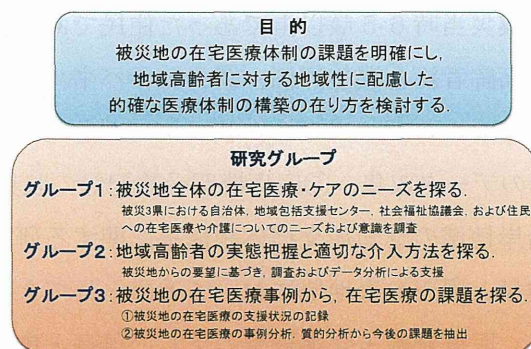 目 的
被災地の在宅医療体制の課題を明確にし,
地域高齢者に対する地域性に配慮した
的確な医療体制の構築の在り方を検討する.
研究グループ
グループ1:被災地全体の在宅医療・ケアのニーズを探る.
被災3県における自治体, 地域包括支援センター, 社会福祉協議会, および住民
への在宅医療や介護についてのニーズおよび意識を調査
グループ2:地域高齢者の実態把握と適切な介入方法を探る.
被災地からの要望に基づき, 調査およびデータ分析による支援
グループ3:被災地の在宅医療事例から, 在宅医療の課題を探る.
①被災地の在宅医療の支援状況の記録
②被災地の在宅医療の事例分析, 質的分析から今後の課題を抽出